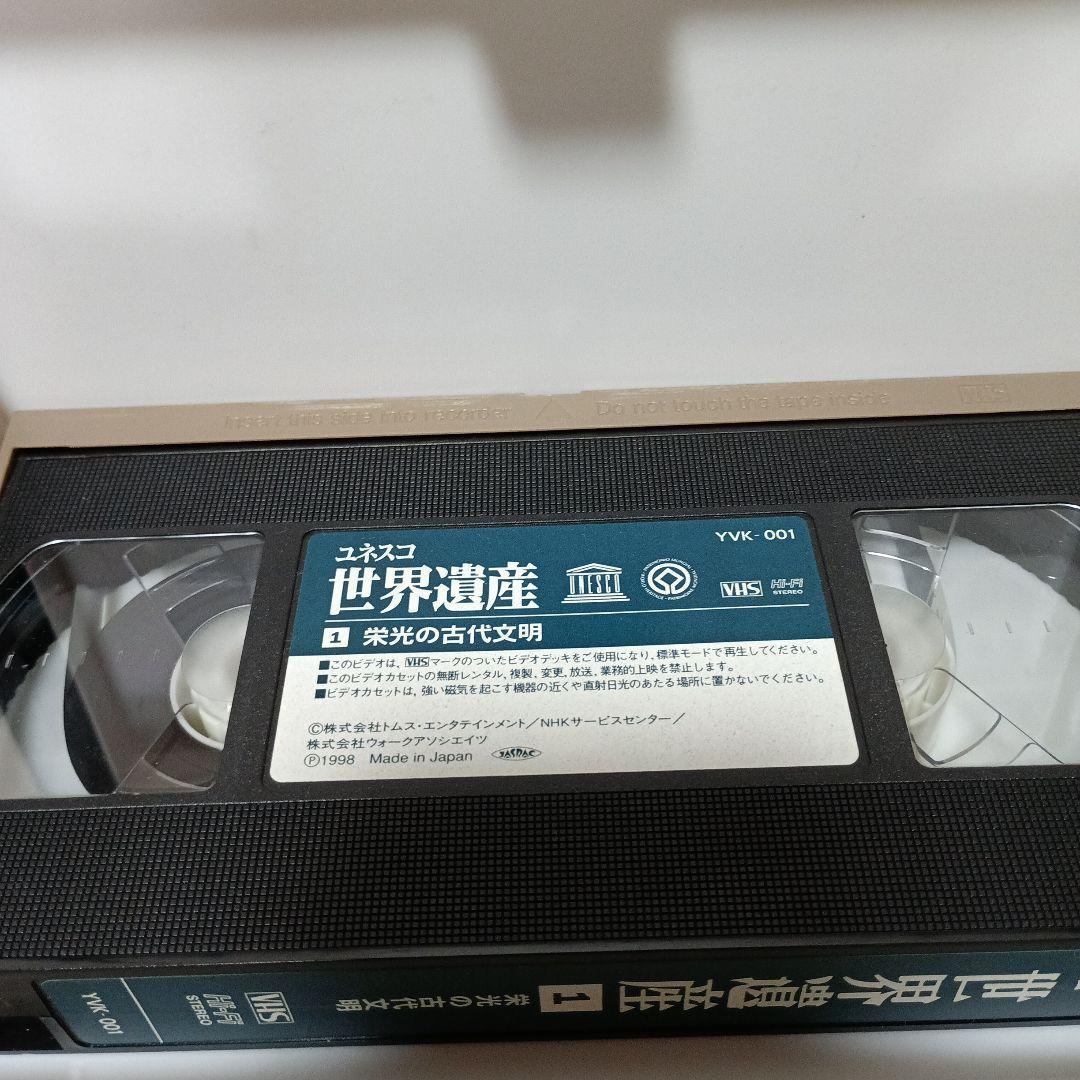 Insert this side into recorder
Do not touch the tape inside
VHS
YVK-001
ユネスコ
世界遺産
UNESCO
VHS
Hi-Fi
STEREO
1 栄光の古代文明
■このビデオは、VHSマークのついたビデオデッキをご使用になり、標準モードで再生してください。
■このビデオカセットの無断レンタル、複製、変更、放送、業務的上映を禁止します。
■ビデオカセットは、強い磁気を起こす機器の近くや直射日光のあたる場所に置かないでください。
©株式会社トムス・エンタテインメント／NHKサービスセンター／
株式会社ウォークアソシエイツ
Ⓟ1998 Made in Japan JASRAC
YVK-001
Hi-Fi
STEREO
VHS
栄光の古代文明
1
世界遺産